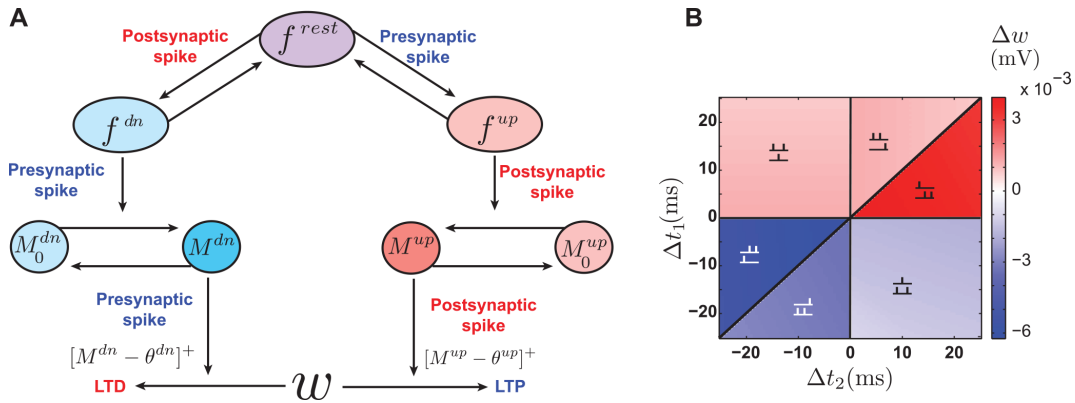 A
f^{rest}
Postsynaptic
spike
Presynaptic
spike
f^{dn}
f^{up}
Presynaptic
spike
Postsynaptic
spike
M_0^{dn}
M^{dn}
M^{up}
M_0^{up}
Presynaptic
spike
Postsynaptic
spike
[M^{dn} − θ^{dn}]^+
[M^{up} − θ^{up}]^+
LTD
w
LTP
B
Δw
(mV)
x 10^{−3}
3
0
−3
−6
Δt_1(ms)
20
10
0
−10
−20
−20
−10
0
10
20
Δt_2(ms)